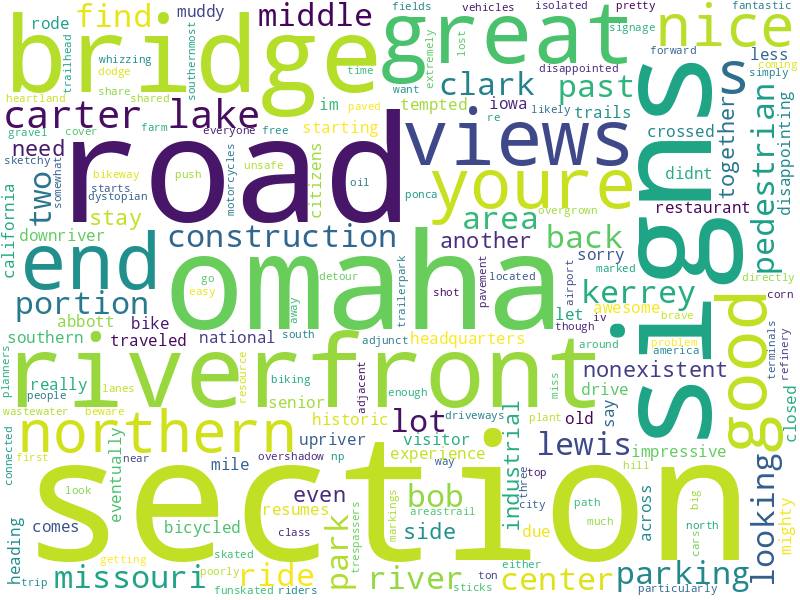 bridge
great
nice
road
views
signs
omaha
section
riverfront
northern
end
youre
good
find
middle
rode
muddy
trailhead
whizzing
dodge
share
shared
southernmost
heartland
carter lake
clark
past
s
iowa
tempted
trails
im
time
extremely
lost
fields
vehicles
isolated
pretty
signage
fantastic
forward
less
coming
simply
disappointed
want
paved
likely
re
crossed
together
pedestrian
disappointing
need
gravel
cover
farm
everyone
free
starting
sketchy
somewhat
bikeway
push
unsafe
starts
dystopian
motorcycles
citizens
oil
ponca
didnt
restaurant
overgrown
two
stay
area
california
downriver
construction
another
back
sorry
directly
corn
portion
go
easy
detour
trailerpark
pavement
located
airport
marked
kerrey
shot
let
iv
awesome
brave
abbott
bike
away
south
though
southern
traveled
national
adjunct
headquarters
around
problem
america
terminals
refinery
planners
really
people
lanes
resource
biking
adjacent
enough
miss
nonexistent
drive
senior
wastewater
beware
historic
lot
driveways
plant
old
say
closed
first
near
upriver
visitor
industrial
lewis
impressive
connected
eventually
mile
overshadow
np
experience
way
hill
look
even
bob
top
three
looking
mighty
comes
bicycled
resumes
class
park
trespassers
markings
areastrail
side
city
due
path
much
across
big
cars
north
heading
getting
skated
poorly
trip
missouri
ride
river
ton
center
either
parking
funskated
riders
sticks
particularly